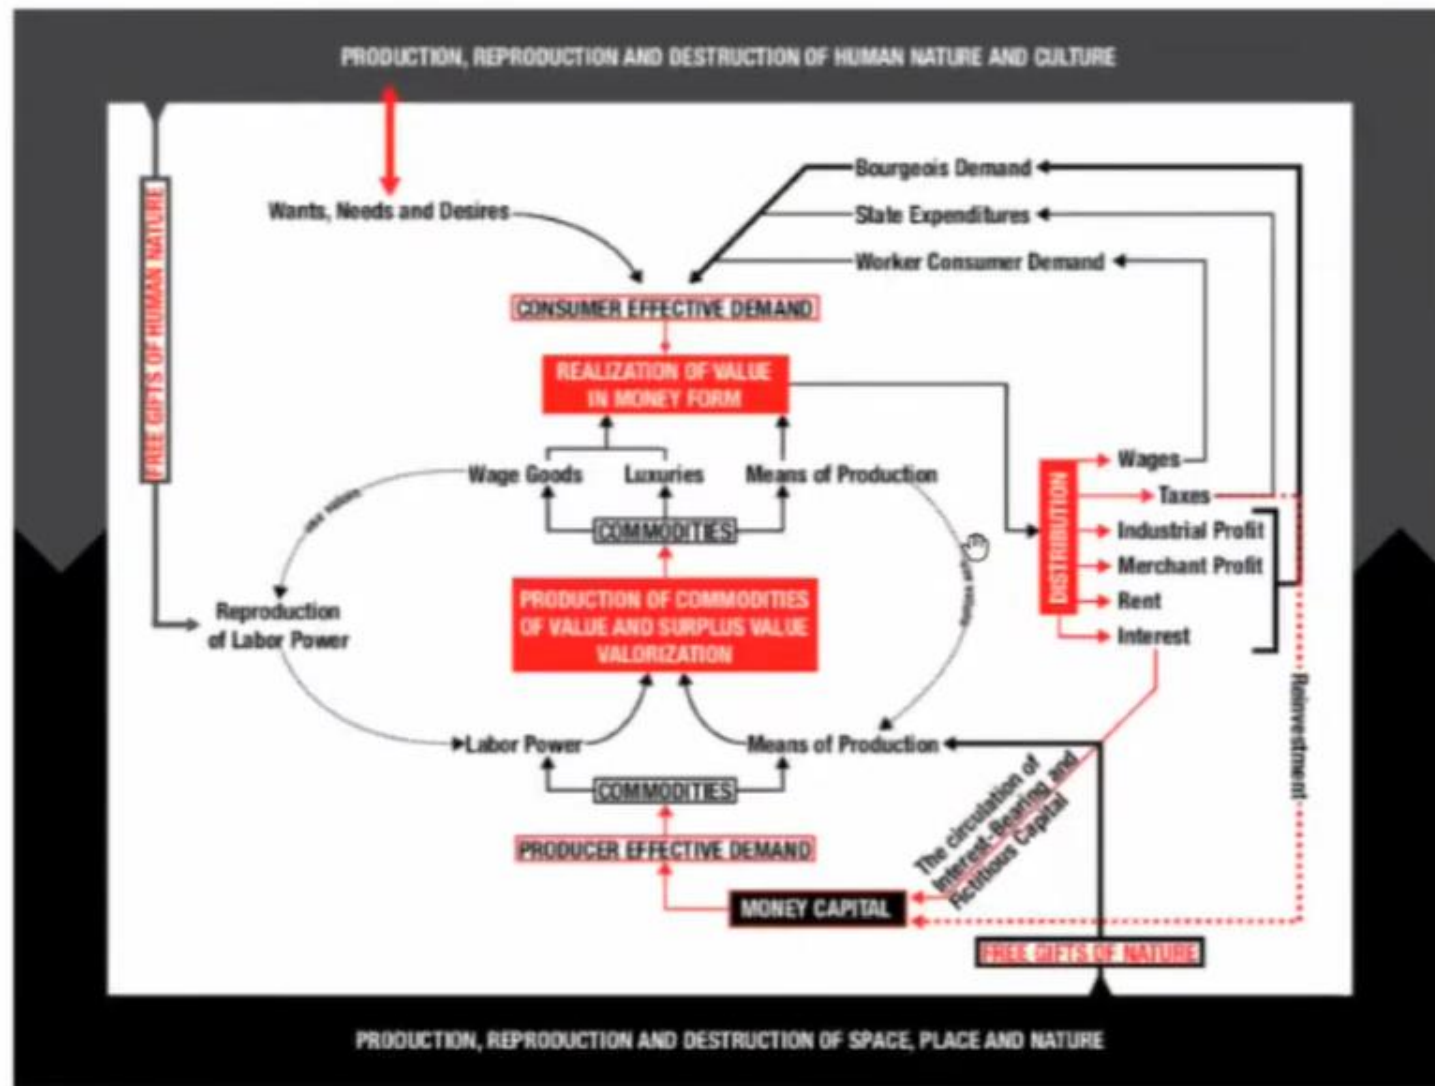 PRODUCTION, REPRODUCTION AND DESTRUCTION OF HUMAN NATURE AND CULTURE
FREE GIFTS OF HUMAN NATURE
Wants, Needs and Desires
Bourgeois Demand
State Expenditures
Worker Consumer Demand
CONSUMER EFFECTIVE DEMAND
REALIZATION OF VALUE
IN MONEY FORM
Wage Goods
Luxuries
Means of Production
use values
COMMODITIES
use values
DISTRIBUTION
Wages
Taxes
Industrial Profit
Merchant Profit
Rent
Interest
PRODUCTION OF COMMODITIES
OF VALUE AND SURPLUS VALUE
VALORIZATION
Reproduction
of Labor Power
Labor Power
Means of Production
COMMODITIES
PRODUCER EFFECTIVE DEMAND
MONEY CAPITAL
The circulation of
Interest-Bearing and
Fictitious Capital
Reinvestment
FREE GIFTS OF NATURE
PRODUCTION, REPRODUCTION AND DESTRUCTION OF SPACE, PLACE AND NATURE